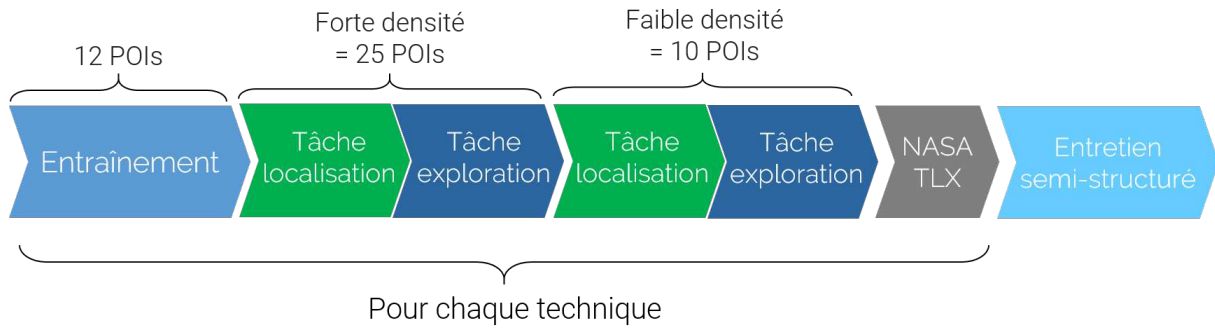 12 POIs
Forte densité
= 25 POIs
Faible densité
= 10 POIs
Entraînement
Tâche
localisation
Tâche
exploration
Tâche
localisation
Tâche
exploration
NASA
TLX
Entretien
semi-structuré
Pour chaque technique